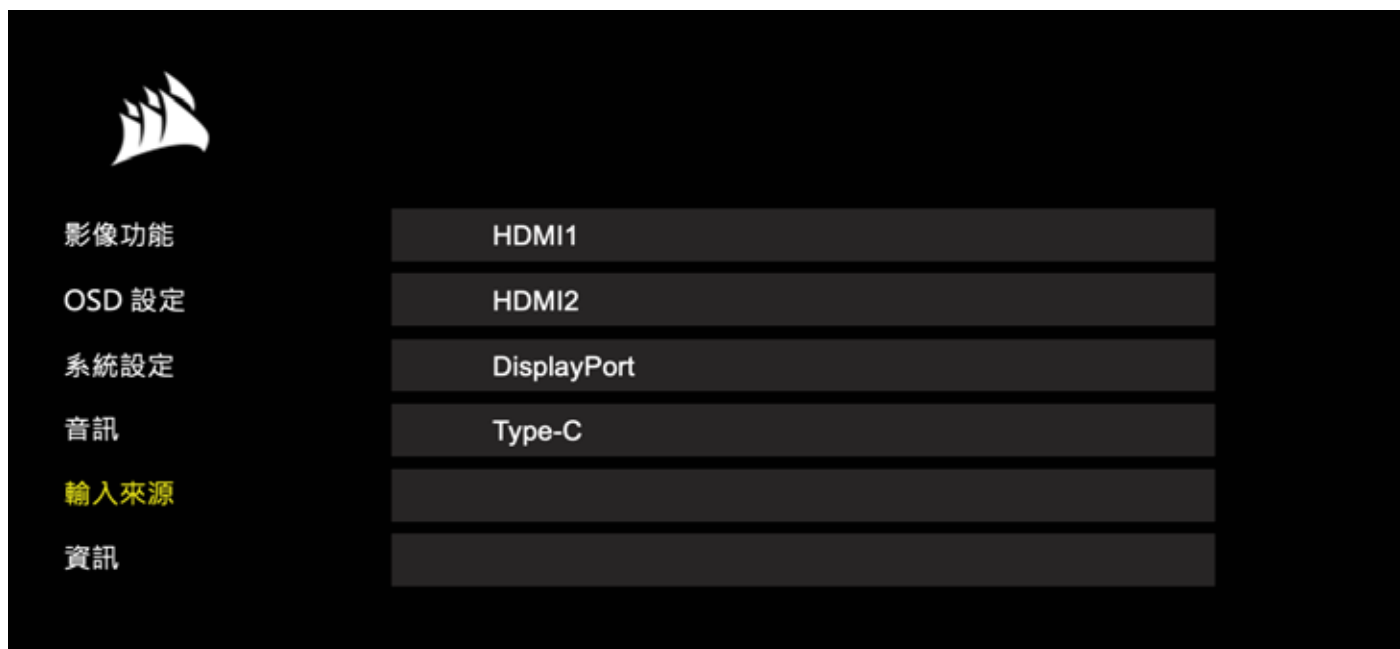 影像功能 HDMI1
OSD 設定 HDMI2
系統設定 DisplayPort
音訊 Type-C
輸入來源
資訊